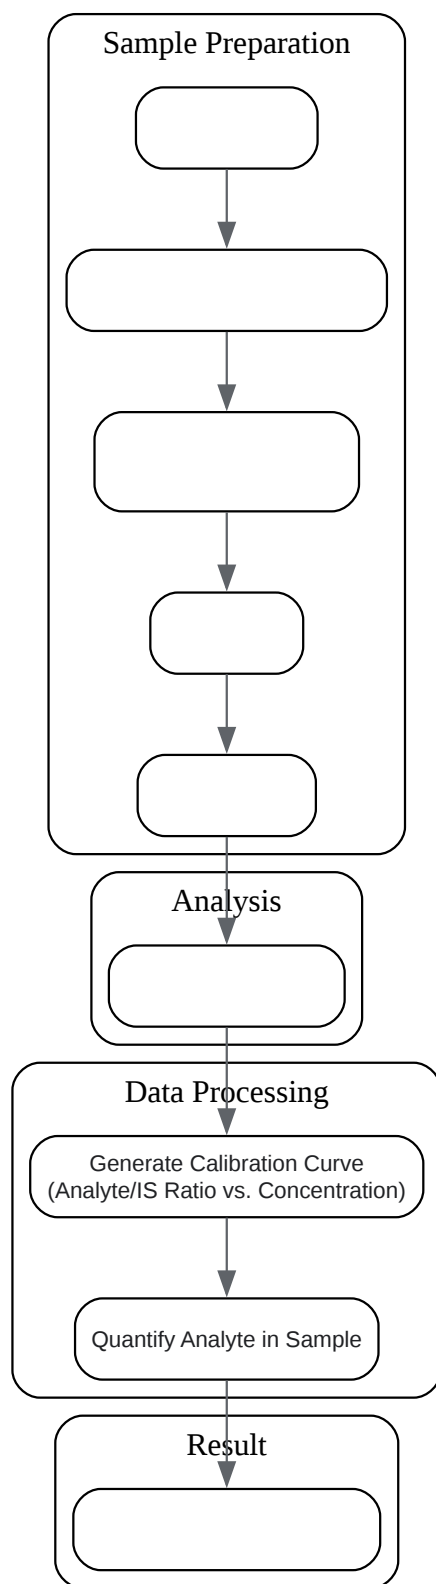 Sample Preparation
Analysis
Data Processing
Generate Calibration Curve
(Analyte/IS Ratio vs. Concentration)
Quantify Analyte in Sample
Result